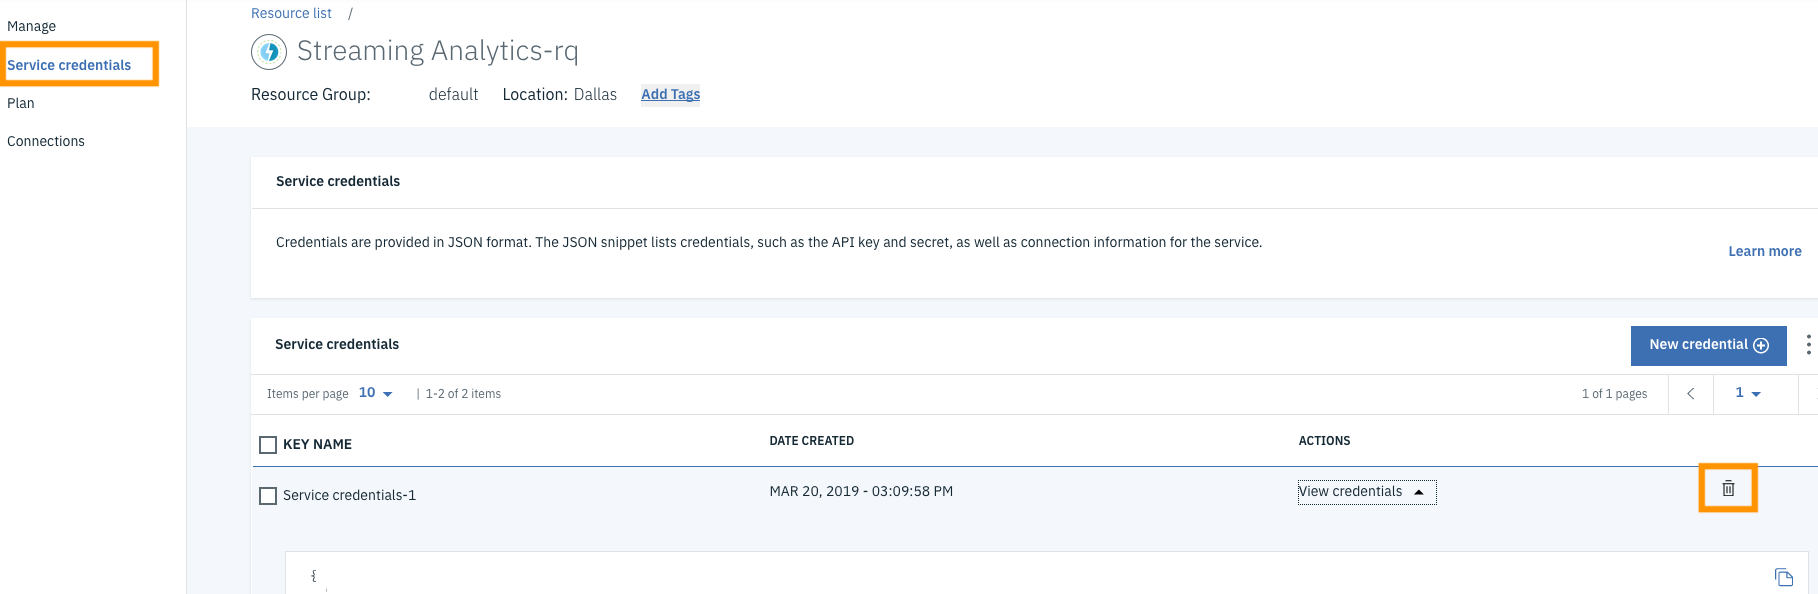 Manage
Service credentials
Plan
Connections
Resource list /
Streaming Analytics-rq
Resource Group: default Location: Dallas Add Tags
Service credentials
Credentials are provided in JSON format. The JSON snippet lists credentials, such as the API key and secret, as well as connection information for the service.
Learn more
Service credentials
New credential
Items per page 10 | 1-2 of 2 items 1 of 1 pages 1
KEY NAME DATE CREATED ACTIONS
Service credentials-1 MAR 20, 2019 - 03:09:58 PM View credentials
{